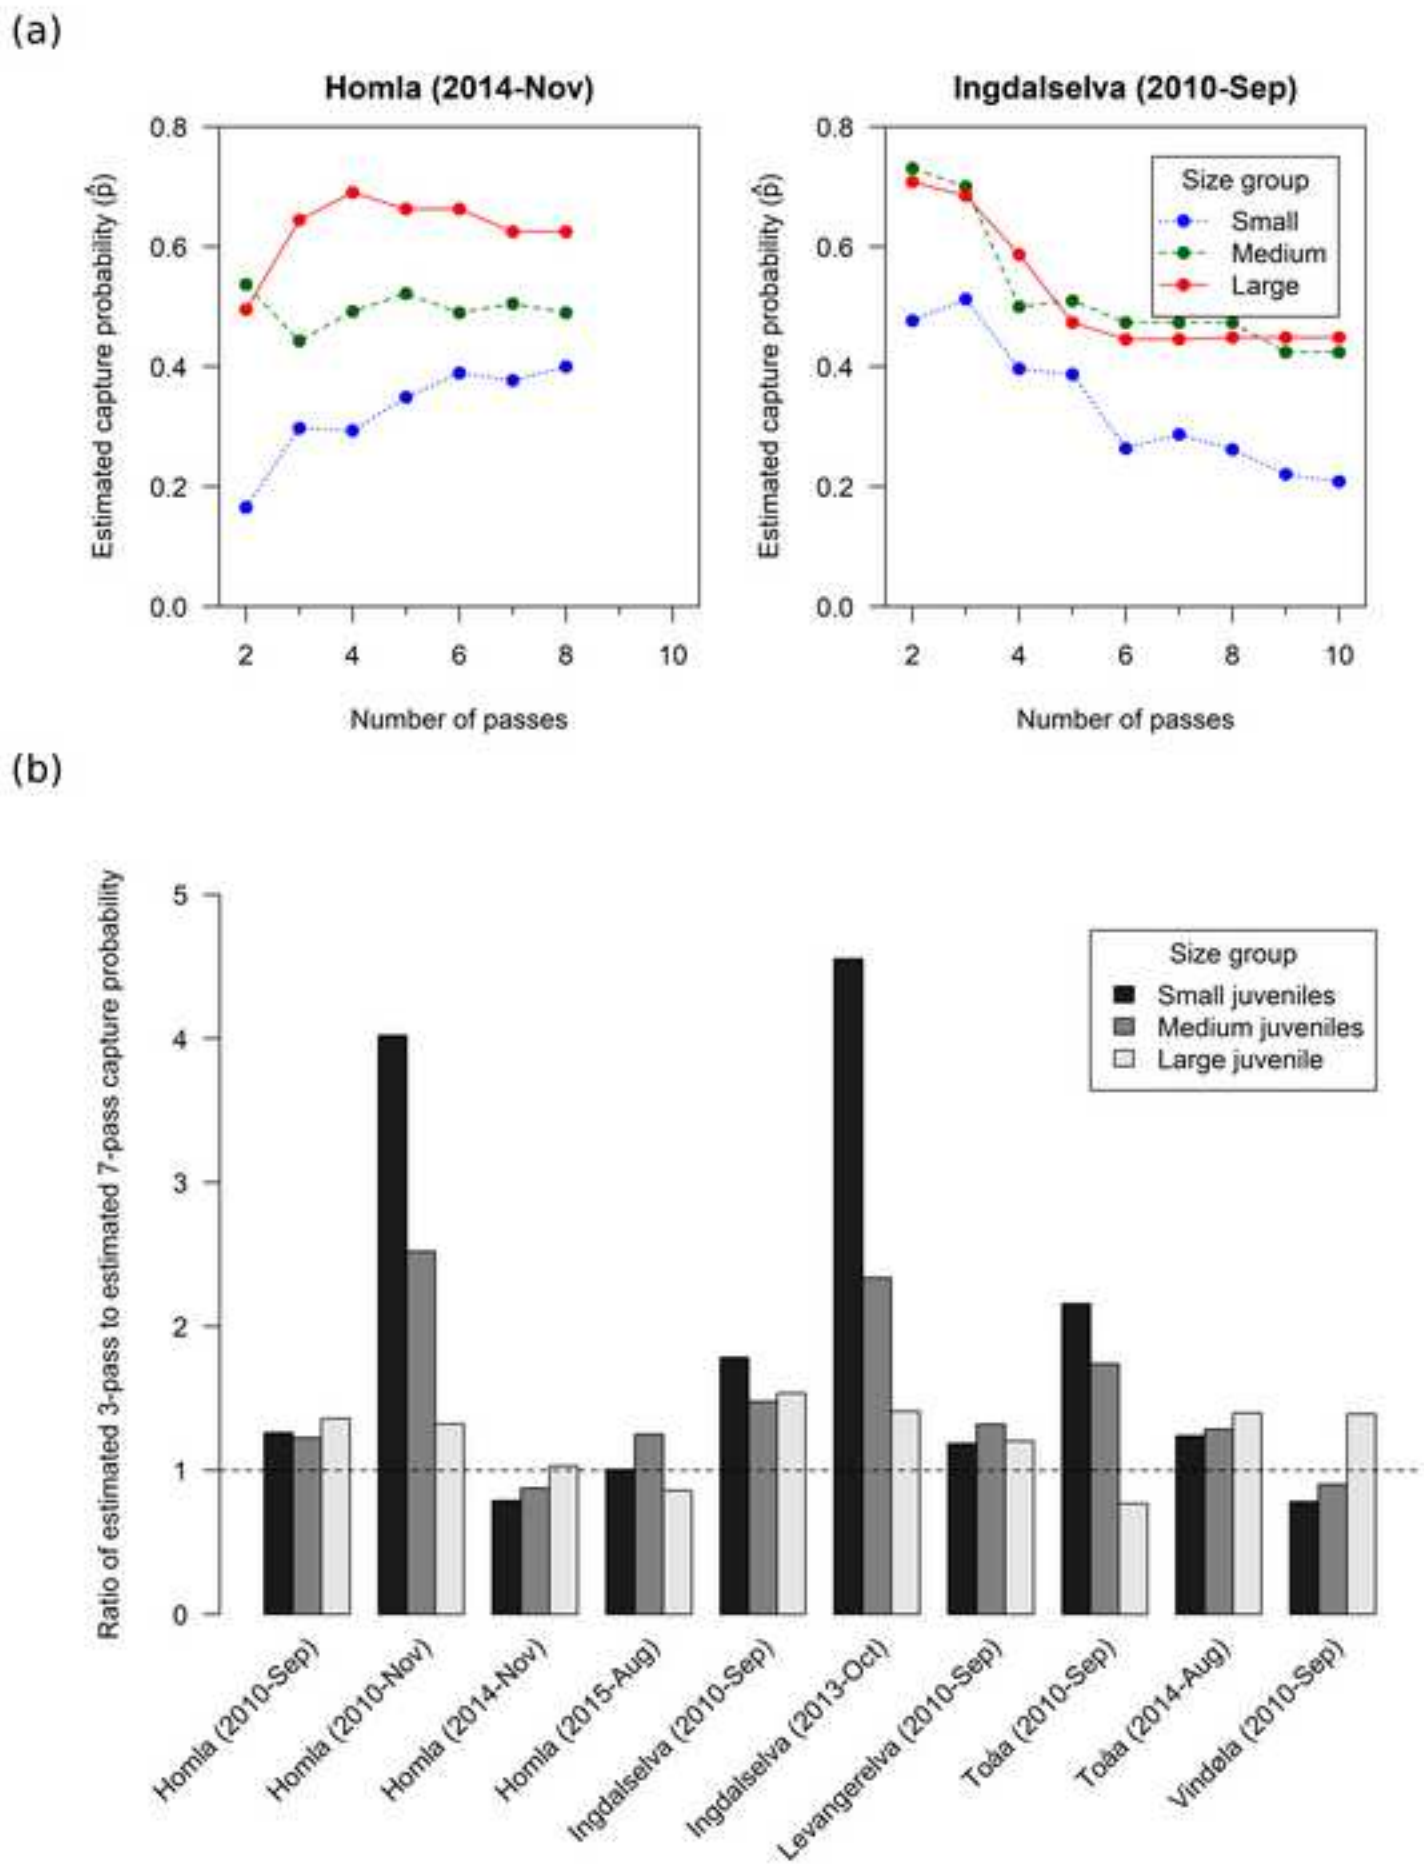 (a)
Homla (2014-Nov)
Estimated capture probability (p̂)
0.8
0.6
0.4
0.2
0.0
2 4 6 8 10
Number of passes
Ingdalselva (2010-Sep)
Estimated capture probability (p̂)
0.8
0.6
0.4
0.2
0.0
Size group
Small
Medium
Large
2 4 6 8 10
Number of passes
(b)
Ratio of estimated 3-pass to estimated 7-pass capture probability
5
4
3
2
1
0
Size group
Small juveniles
Medium juveniles
Large juvenile
Homla (2010-Sep)
Homla (2010-Nov)
Homla (2014-Nov)
Homla (2015-Aug)
Ingdalselva (2010-Sep)
Ingdalselva (2013-Oct)
Levangerelva (2010-Sep)
Toåa (2010-Sep)
Toåa (2014-Aug)
Vindøla (2010-Sep)